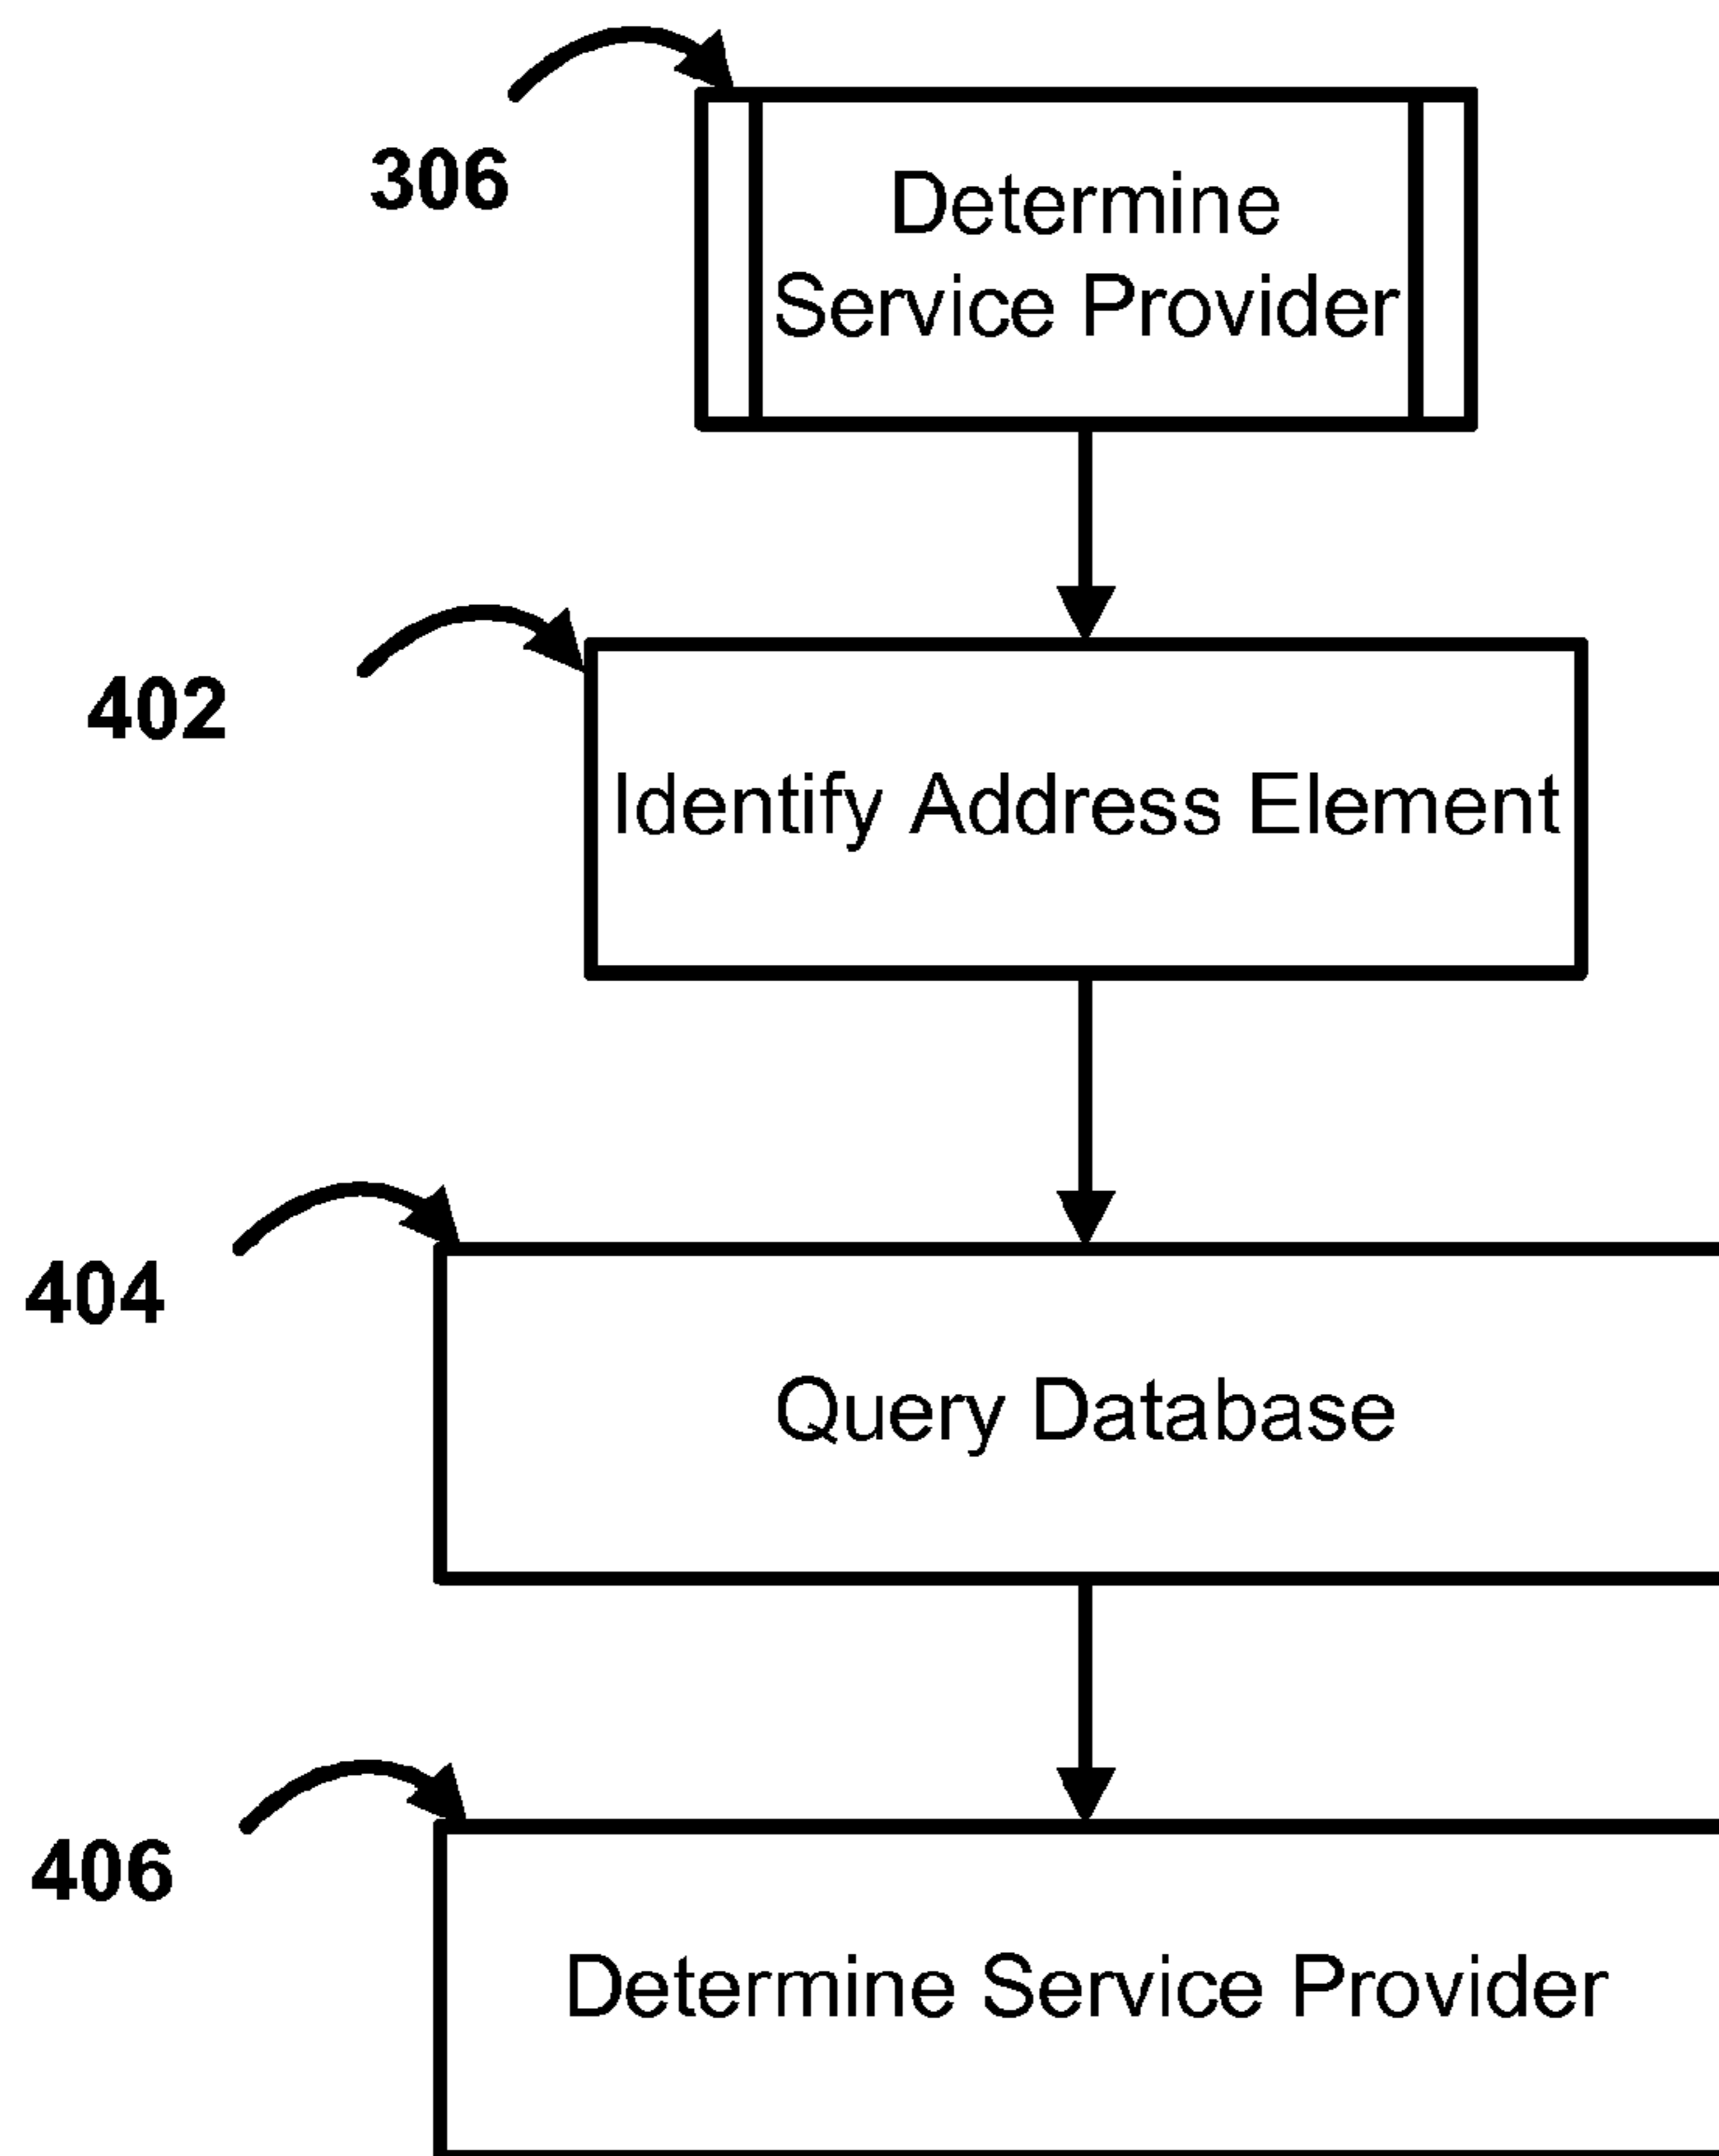 306
Determine
Service Provider
402
Identify Address Element
404
Query Database
406
Determine Service Provider